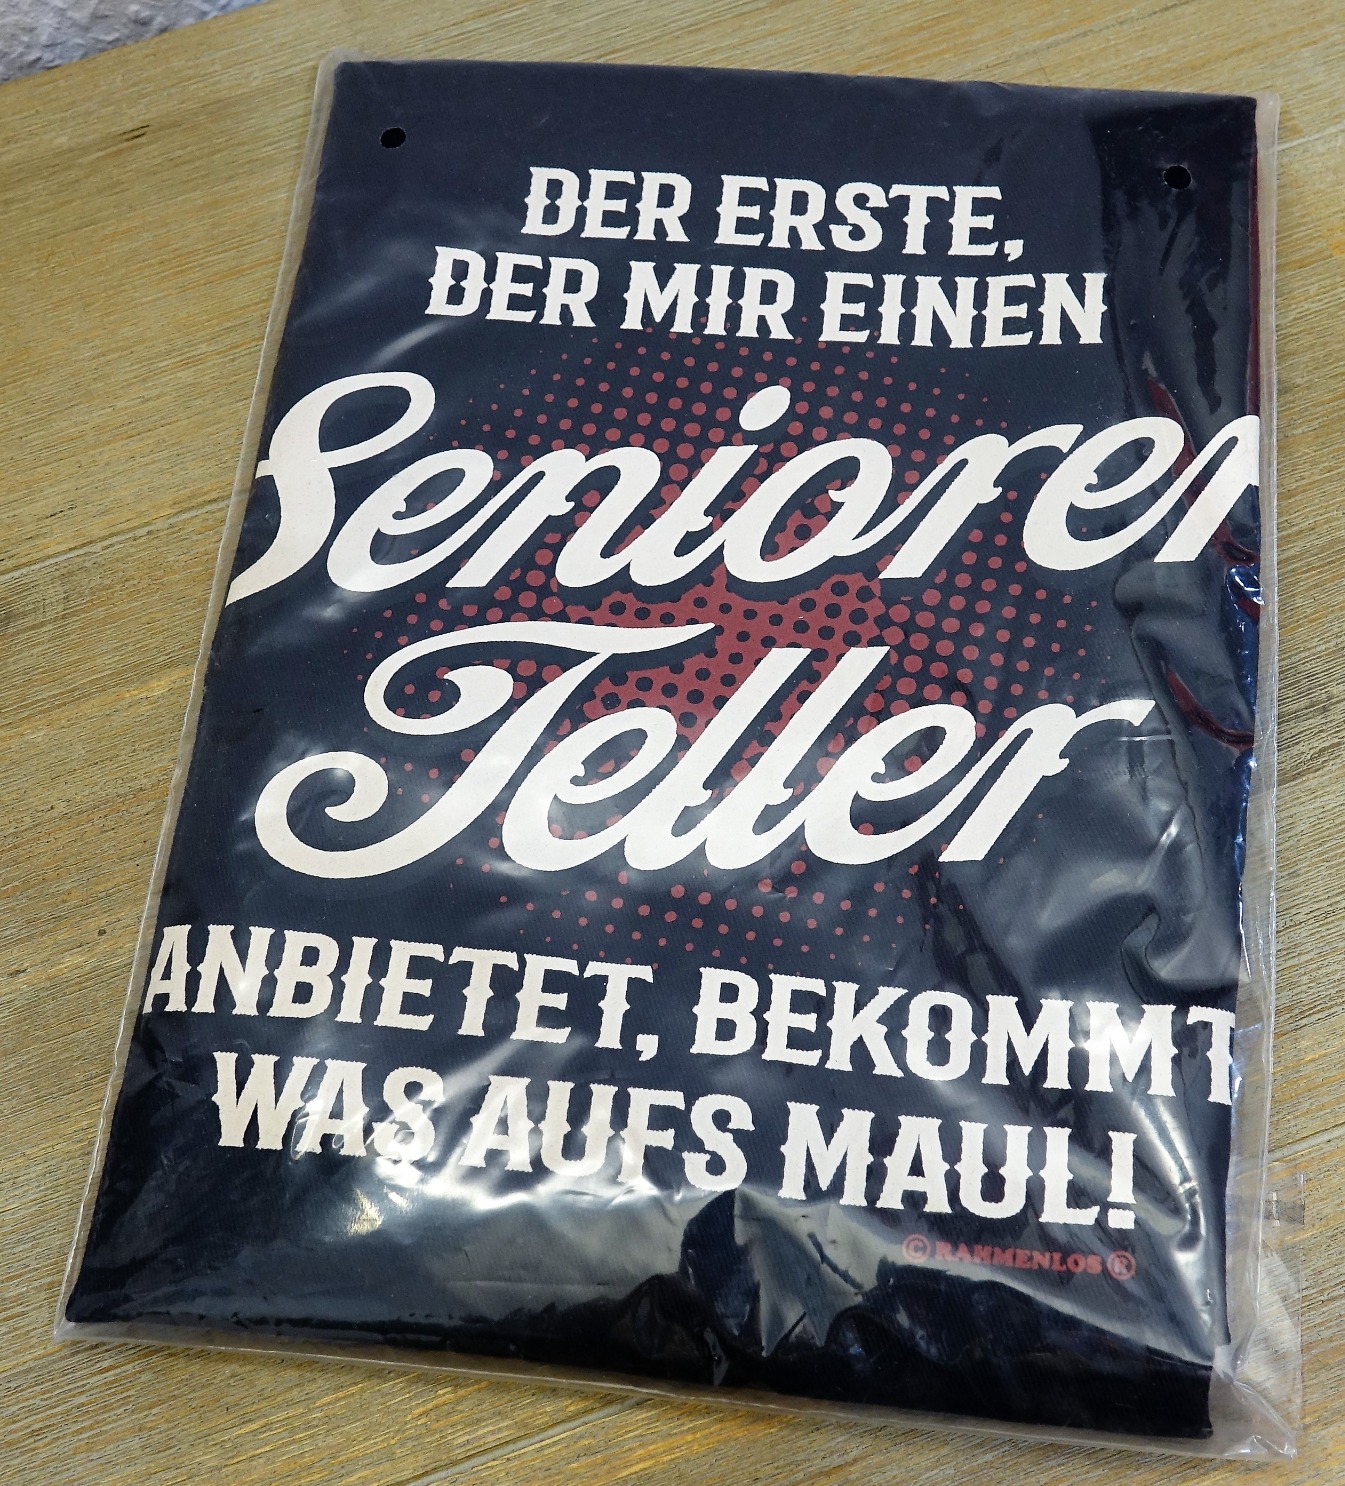 DER ERSTE,
DER MIR EINEN
Senioren
Teller
ANBIETET, BEKOMMT
WAS AUFS MAUL!
© RAHMENLOS ®